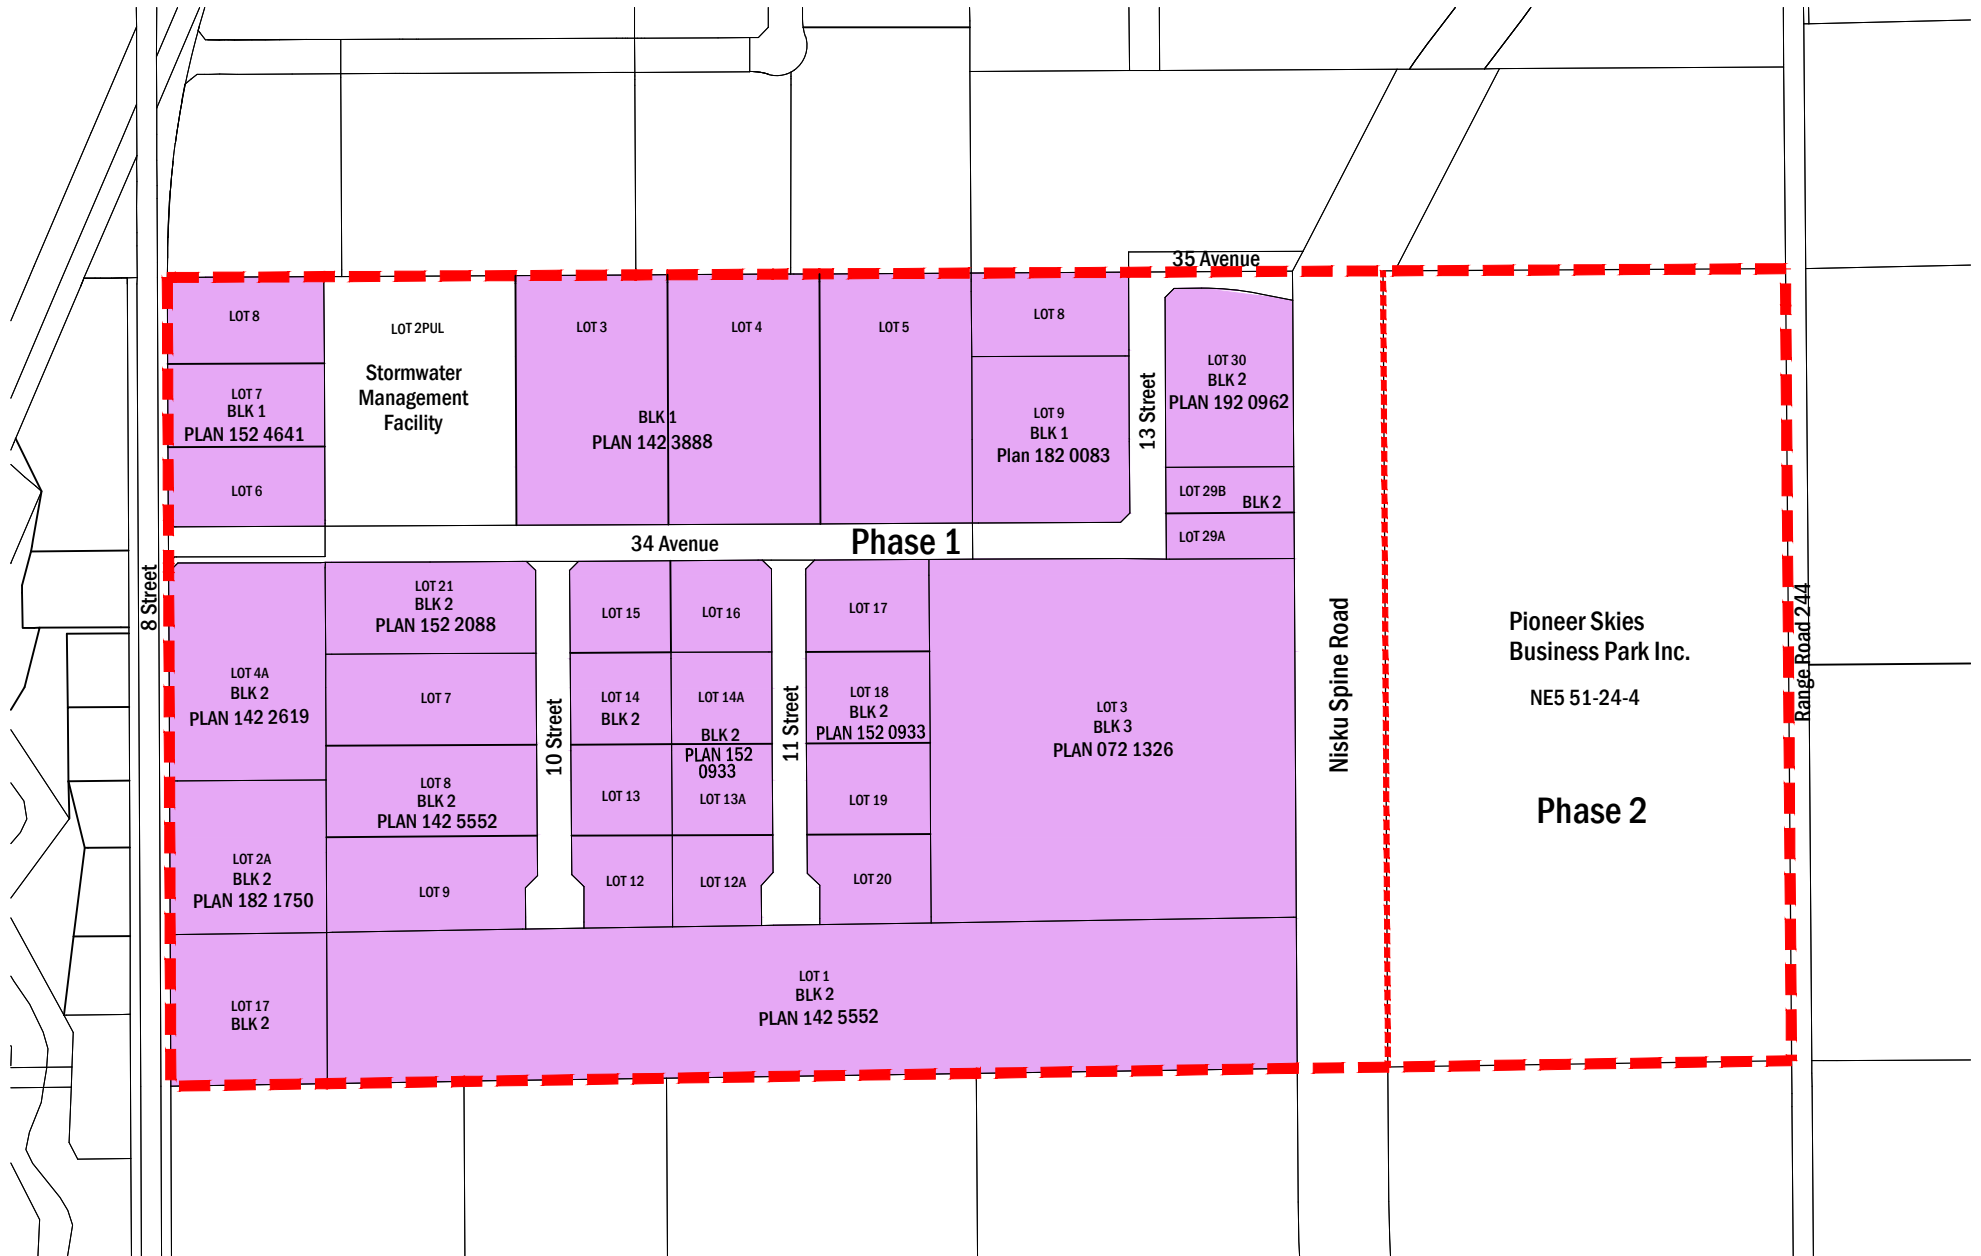 35 Avenue
LOT 8
LOT 7
BLK 1
PLAN 152 4641
LOT 6
LOT 2PUL
Stormwater
Management
Facility
LOT 3
LOT 4
LOT 5
BLK 1
PLAN 142 3888
LOT 8
LOT 9
BLK 1
Plan 182 0083
13 Street
LOT 30
BLK 2
PLAN 192 0962
LOT 29B
BLK 2
LOT 29A
34 Avenue
Phase 1
8 Street
LOT 4A
BLK 2
PLAN 142 2619
LOT 2A
BLK 2
PLAN 182 1750
LOT 17
BLK 2
LOT 21
BLK 2
PLAN 152 2088
LOT 7
LOT 8
BLK 2
PLAN 142 5552
LOT 9
10 Street
LOT 15
LOT 14
BLK 2
LOT 13
LOT 12
LOT 16
LOT 14A
BLK 2
PLAN 152
0933
LOT 13A
LOT 12A
11 Street
LOT 17
LOT 18
BLK 2
PLAN 152 0933
LOT 19
LOT 20
LOT 3
BLK 3
PLAN 072 1326
LOT 1
BLK 2
PLAN 142 5552
Nisku Spine Road
Pioneer Skies
Business Park Inc.
NE5 51-24-4
Phase 2
Range Road 244